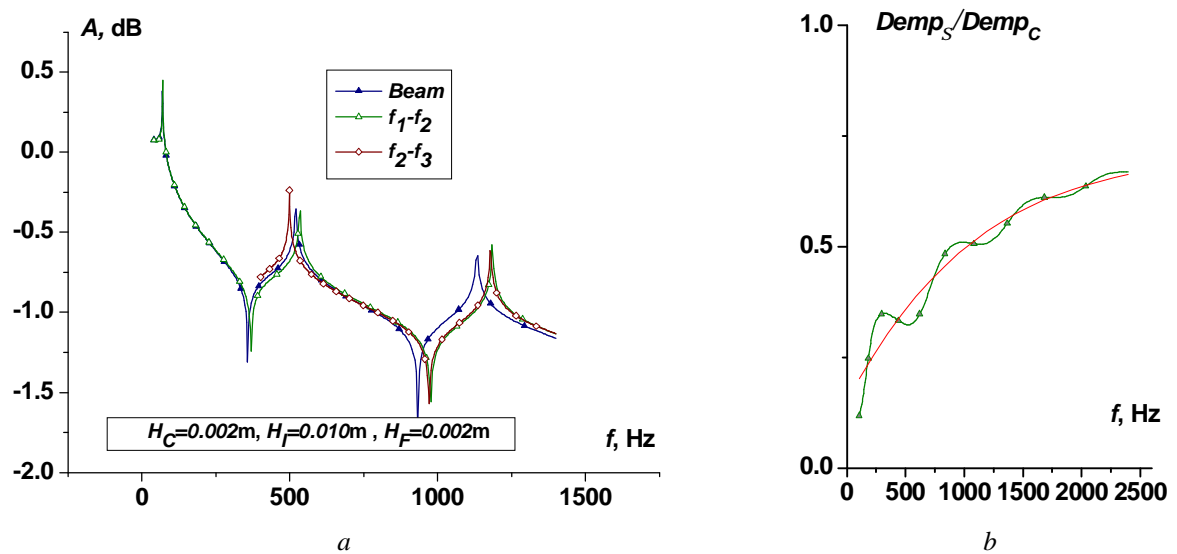 A, dB
0.5
0.0
-0.5
-1.0
-1.5
-2.0
Beam
f1-f2
f2-f3
HC=0.002m, HI=0.010m , HF=0.002m
f, Hz
0 500 1000 1500
a
DempS/DempC
1.0
0.5
0.0
f, Hz
0 500 1000 1500 2000 2500
b